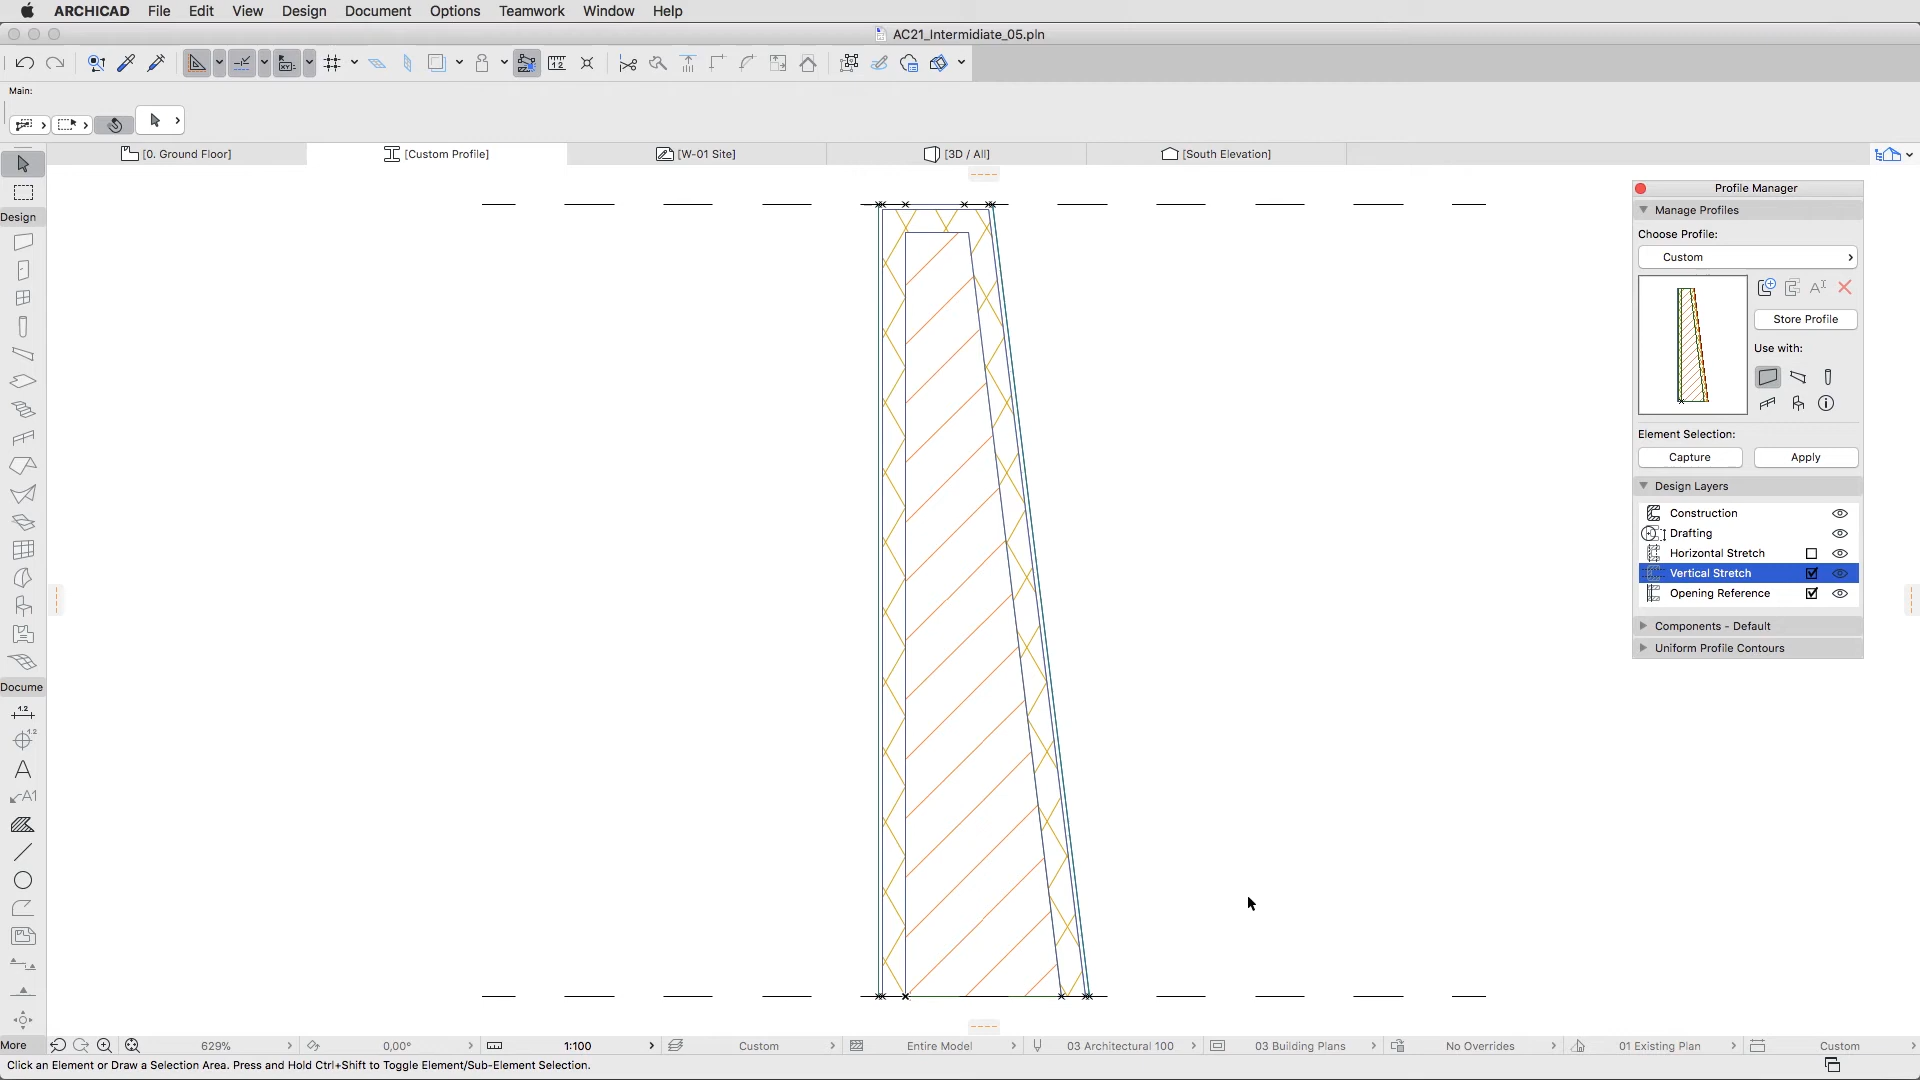 ARCHICAD File Edit View Design Document Options Teamwork Window Help
AC21_Intermidiate_05.pln
Main:
[0. Ground Floor] [Custom Profile] [W-01 Site] [3D / All] [South Elevation]
Design
Docume
More
Profile Manager
Manage Profiles
Choose Profile:
Custom
Store Profile
Use with:
Element Selection:
Capture Apply
Design Layers
Construction
Drafting
Horizontal Stretch
Vertical Stretch
Opening Reference
Components - Default
Uniform Profile Contours
629% 0,00° 1:100 Custom Entire Model 03 Architectural 100 03 Building Plans No Overrides 01 Existing Plan Custom
Click an Element or Draw a Selection Area. Press and Hold Ctrl+Shift to Toggle Element/Sub-Element Selection.